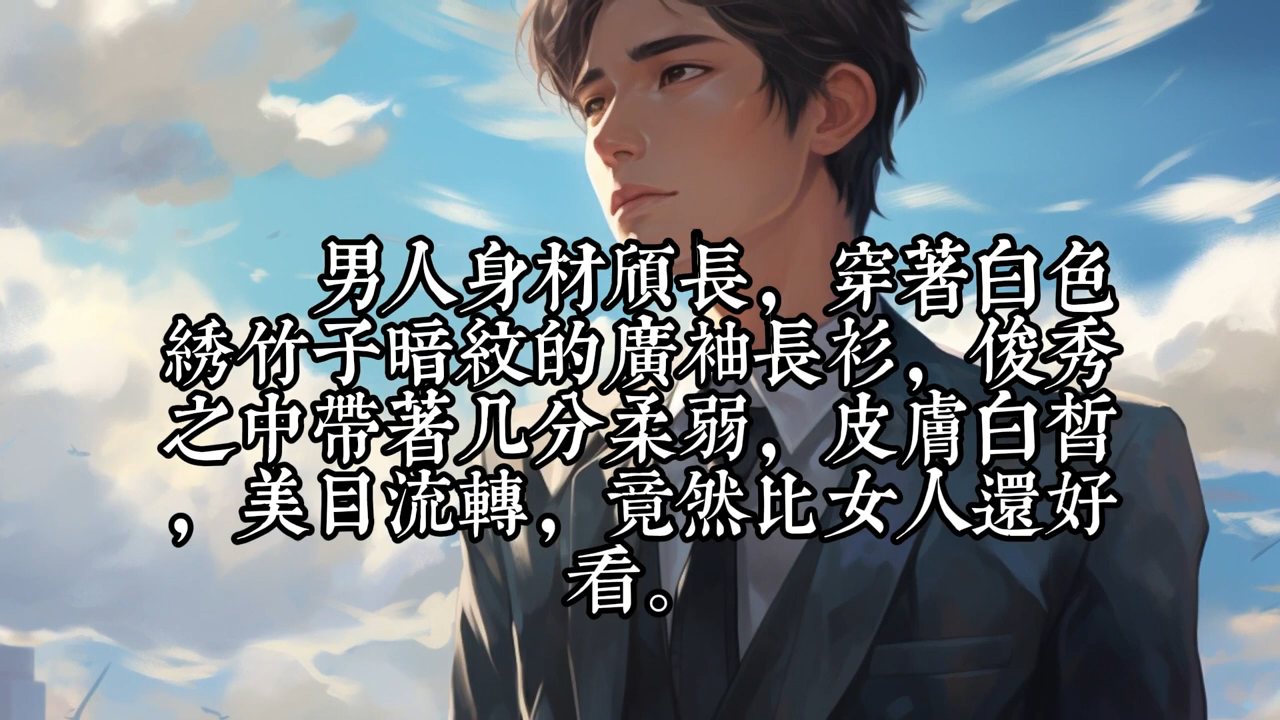 男人身材頎長，穿著白色
綉竹子暗紋的廣袖長衫，俊秀
之中帶著几分柔弱，皮膚白皙
，美目流轉，竟然比女人還好
看。